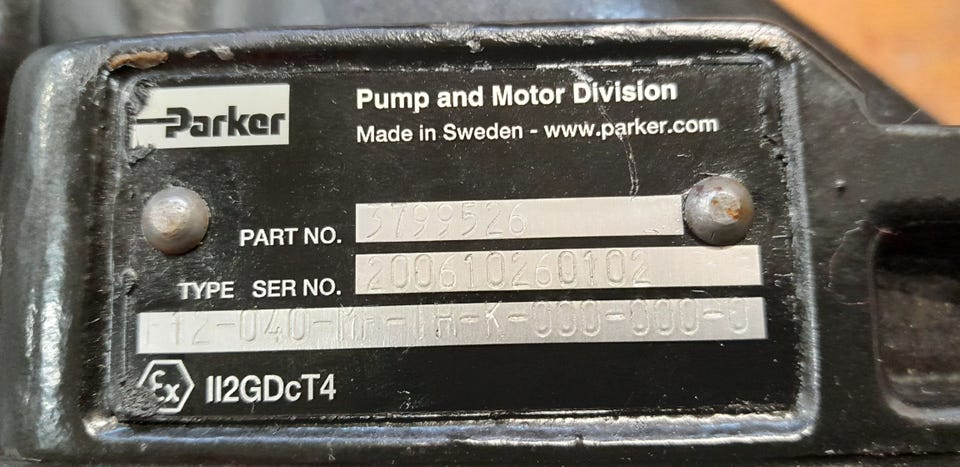 Parker
Pump and Motor Division
Made in Sweden - www.parker.com
PART NO. 3799526
TYPE SER NO. 200610260102
F12-040-MF-IH-K-000-000-0
Ex II2GDcT4